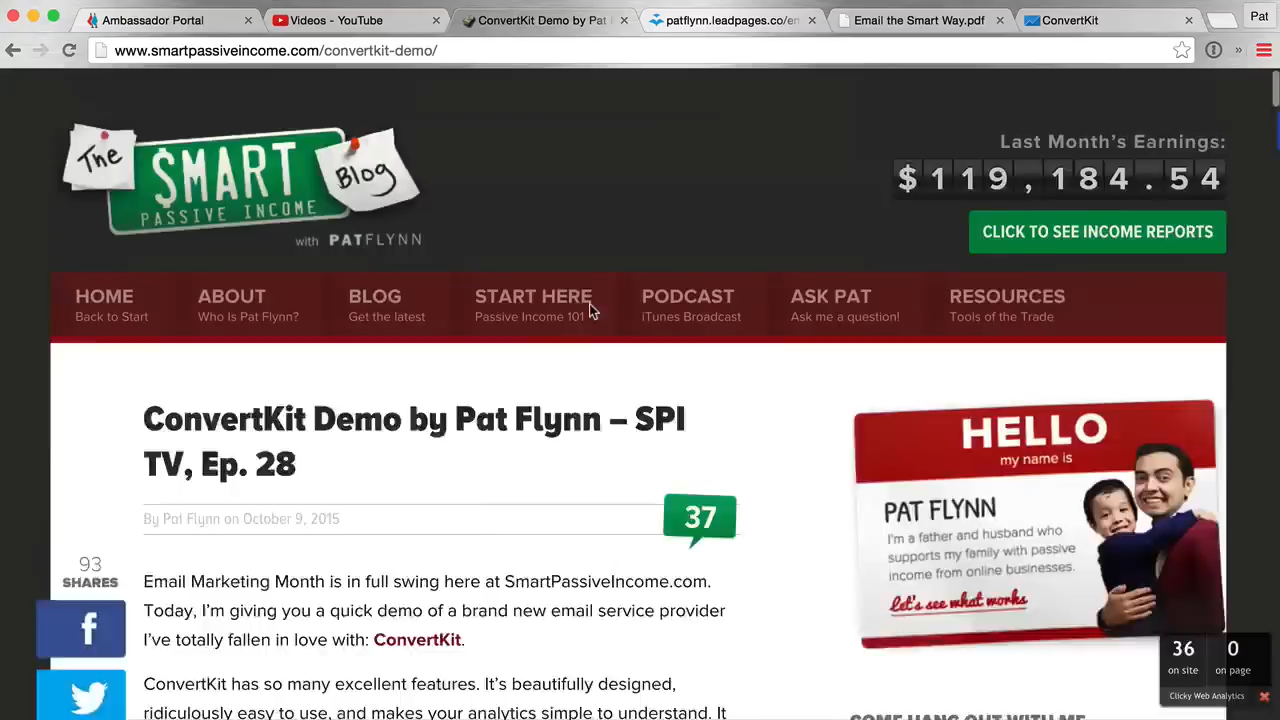 Ambassador Portal
Videos - YouTube
ConvertKit Demo by Pat
patflynn.leadpages.co/en
Email the Smart Way.pdf
ConvertKit
Pat
www.smartpassiveincome.com/convertkit-demo/
The
$MART
PASSIVE INCOME
Blog
with PATFLYNN
Last Month's Earnings:
$119,184.54
CLICK TO SEE INCOME REPORTS
HOME
Back to Start
ABOUT
Who Is Pat Flynn?
BLOG
Get the latest
START HERE
Passive Income 101
PODCAST
iTunes Broadcast
ASK PAT
Ask me a question!
RESOURCES
Tools of the Trade
ConvertKit Demo by Pat Flynn – SPI
TV, Ep. 28
By Pat Flynn on October 9, 2015
37
93
SHARES
Email Marketing Month is in full swing here at SmartPassiveIncome.com.
Today, I'm giving you a quick demo of a brand new email service provider
I've totally fallen in love with: ConvertKit.
ConvertKit has so many excellent features. It's beautifully designed,
ridiculously easy to use, and makes your analytics simple to understand. It
HELLO
my name is
PAT FLYNN
I'm a father and husband who
supports my family with passive
income from online businesses.
Let's see what works
36
on site
0
on page
Clicky Web Analytics
COME HANG OUT WITH ME